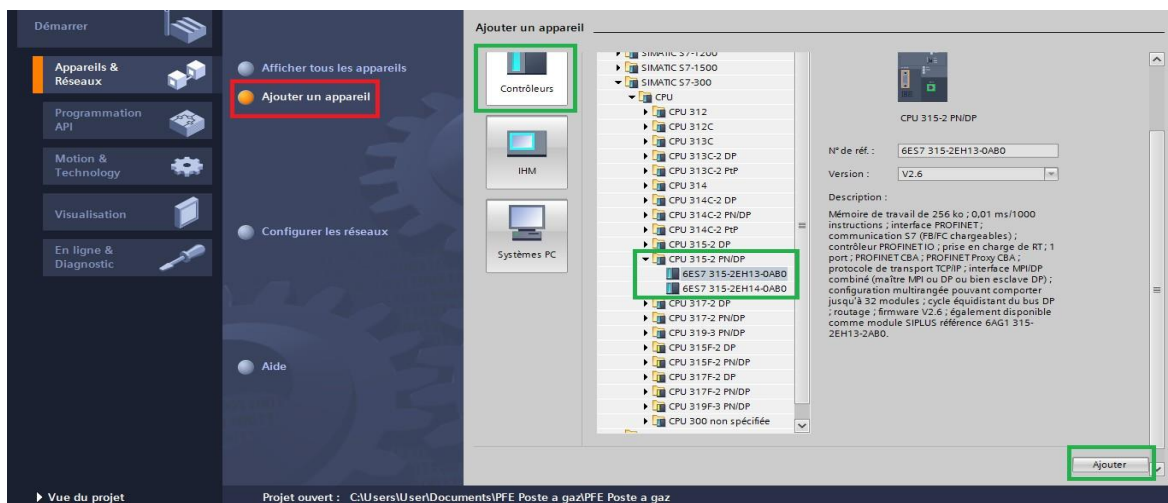 Démarrer
Appareils &
Réseaux
Programmation
API
Motion &
Technology
Visualisation
En ligne &
Diagnostic
Vue du projet
Afficher tous les appareils
Ajouter un appareil
Configurer les réseaux
Aide
Ajouter un appareil
Contrôleurs
IHM
Systèmes PC
SIMATIC S7-1200
SIMATIC S7-1500
SIMATIC S7-300
CPU
CPU 312
CPU 312C
CPU 313C
CPU 313C-2 DP
CPU 313C-2 PtP
CPU 314
CPU 314C-2 DP
CPU 314C-2 PN/DP
CPU 314C-2 PtP
CPU 315-2 DP
CPU 315-2 PN/DP
6ES7 315-2EH13-0AB0
6ES7 315-2EH14-0AB0
CPU 317-2 DP
CPU 317-2 PN/DP
CPU 319-3 PN/DP
CPU 315F-2 DP
CPU 315F-2 PN/DP
CPU 317F-2 DP
CPU 317F-2 PN/DP
CPU 319F-3 PN/DP
CPU 300 non spécifiée
CPU 315-2 PN/DP
N° de réf. : 6ES7 315-2EH13-0AB0
Version : V2.6
Description :
Mémoire de travail de 256 ko ; 0,01 ms/1000
instructions ; interface PROFINET;
communication S7 (FB/FC chargeables) ;
contrôleur PROFINET IO ; prise en charge de RT; 1
port ; PROFINET CBA ; PROFINET Proxy CBA ;
protocole de transport TCP/IP ; interface MPI/DP
combiné (maître MPI ou DP ou bien esclave DP) ;
configuration multirangée pouvant comporter
jusqu'à 32 modules ; cycle équidistant du bus DP
; routage ; firmware V2.6 ; également disponible
comme module SIPLUS référence 6AG1 315-
2EH13-2AB0.
Ajouter
Projet ouvert : C:\Users\User\Documents\PFE Poste a gaz\PFE Poste a gaz